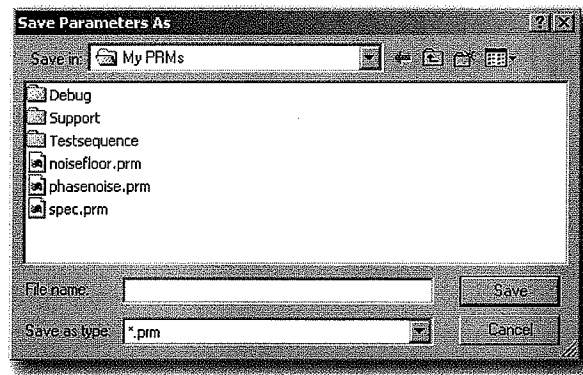 Save Parameters As
Save in: My PRMs
Debug
Support
Testsequence
noisefloor.prm
phasenoise.prm
spec.prm
File name:
Save
Save as type: *.prm
Cancel